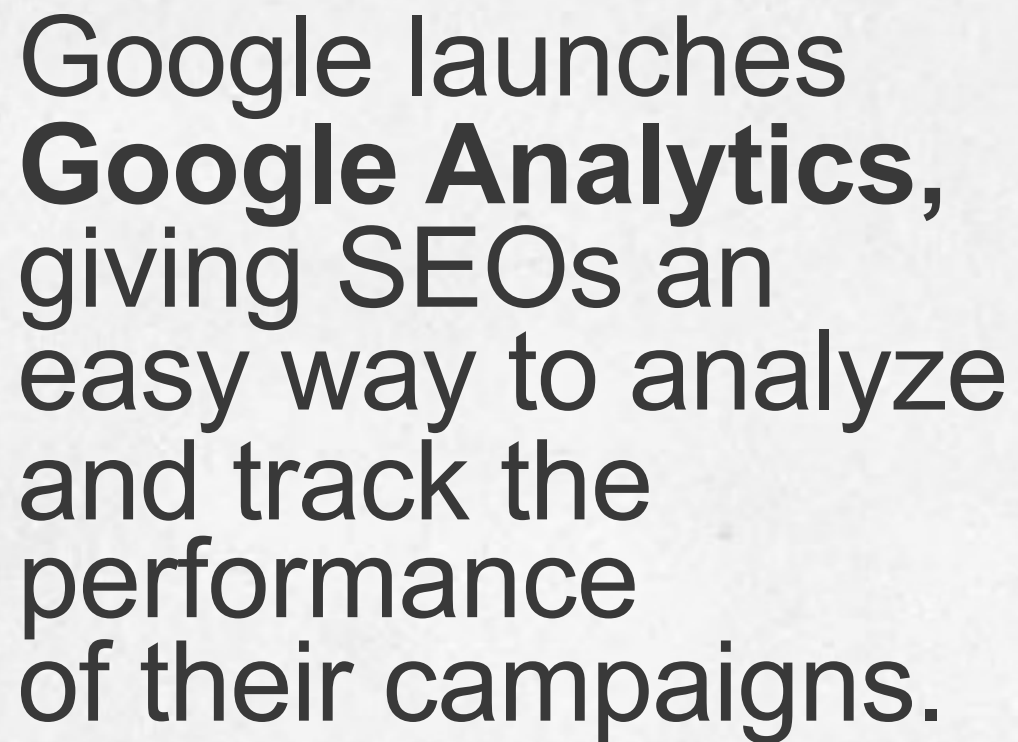 Google launches
Google Analytics,
giving SEOs an
easy way to analyze
and track the
performance
of their campaigns.